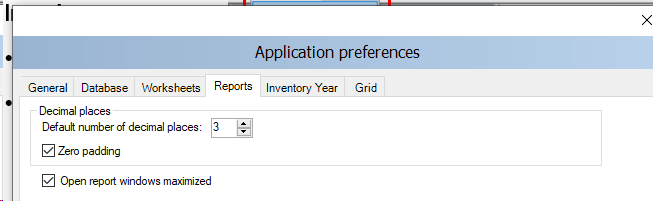 Application preferences
General Database Worksheets Reports Inventory Year Grid
Decimal places
Default number of decimal places: 3
Zero padding
Open report windows maximized